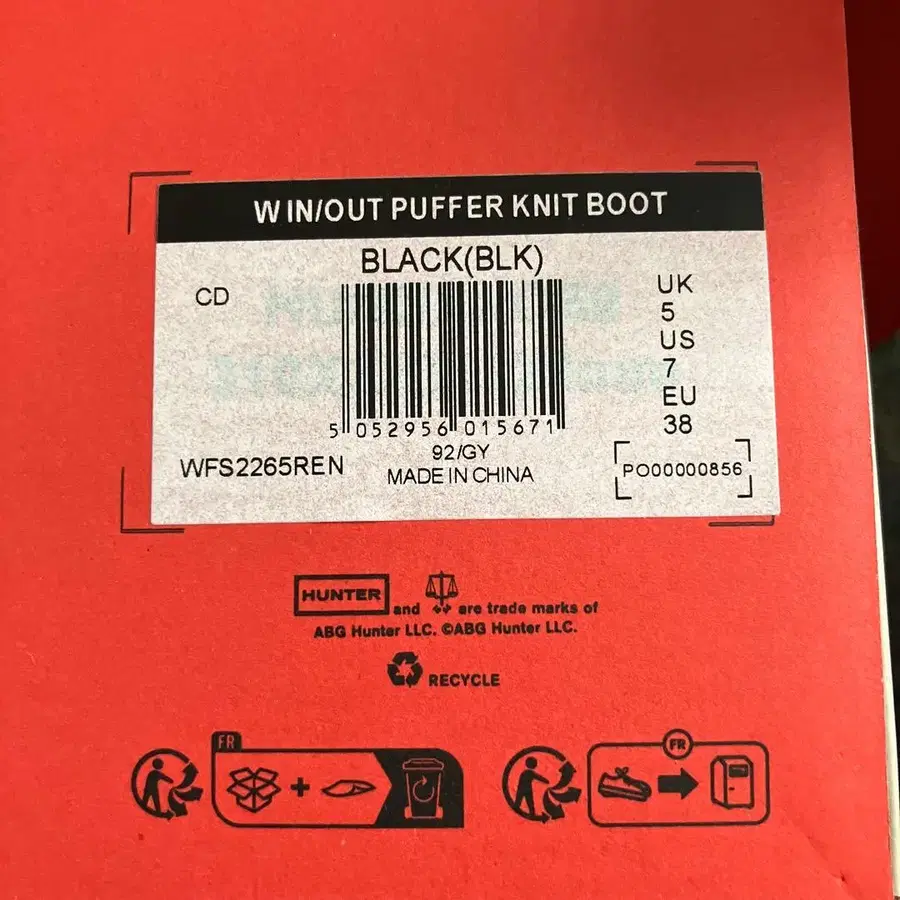 W IN/OUT PUFFER KNIT BOOT
BLACK(BLK)
CD
UK
5
US
7
EU
38
5 052956 015671
92/GY
MADE IN CHINA
WFS2265REN
PO00000856
HUNTER and are trade marks of
ABG Hunter LLC. ©ABG Hunter LLC.
RECYCLE
FR
FR